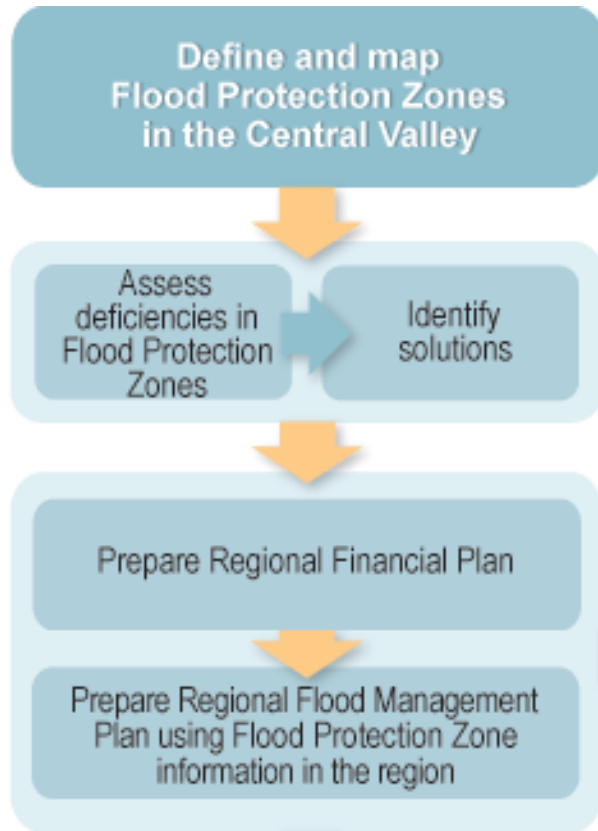 Define and map
Flood Protection Zones
in the Central Valley
Assess
deficiencies in
Flood Protection
Zones
Identify
solutions
Prepare Regional Financial Plan
Prepare Regional Flood Management
Plan using Flood Protection Zone
information in the region